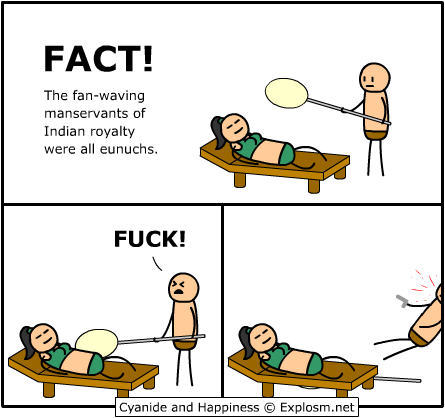 FACT!
The fan-waving
manservants of
Indian royalty
were all eunuchs.
FUCK!
Cyanide and Happiness © Explosm.net